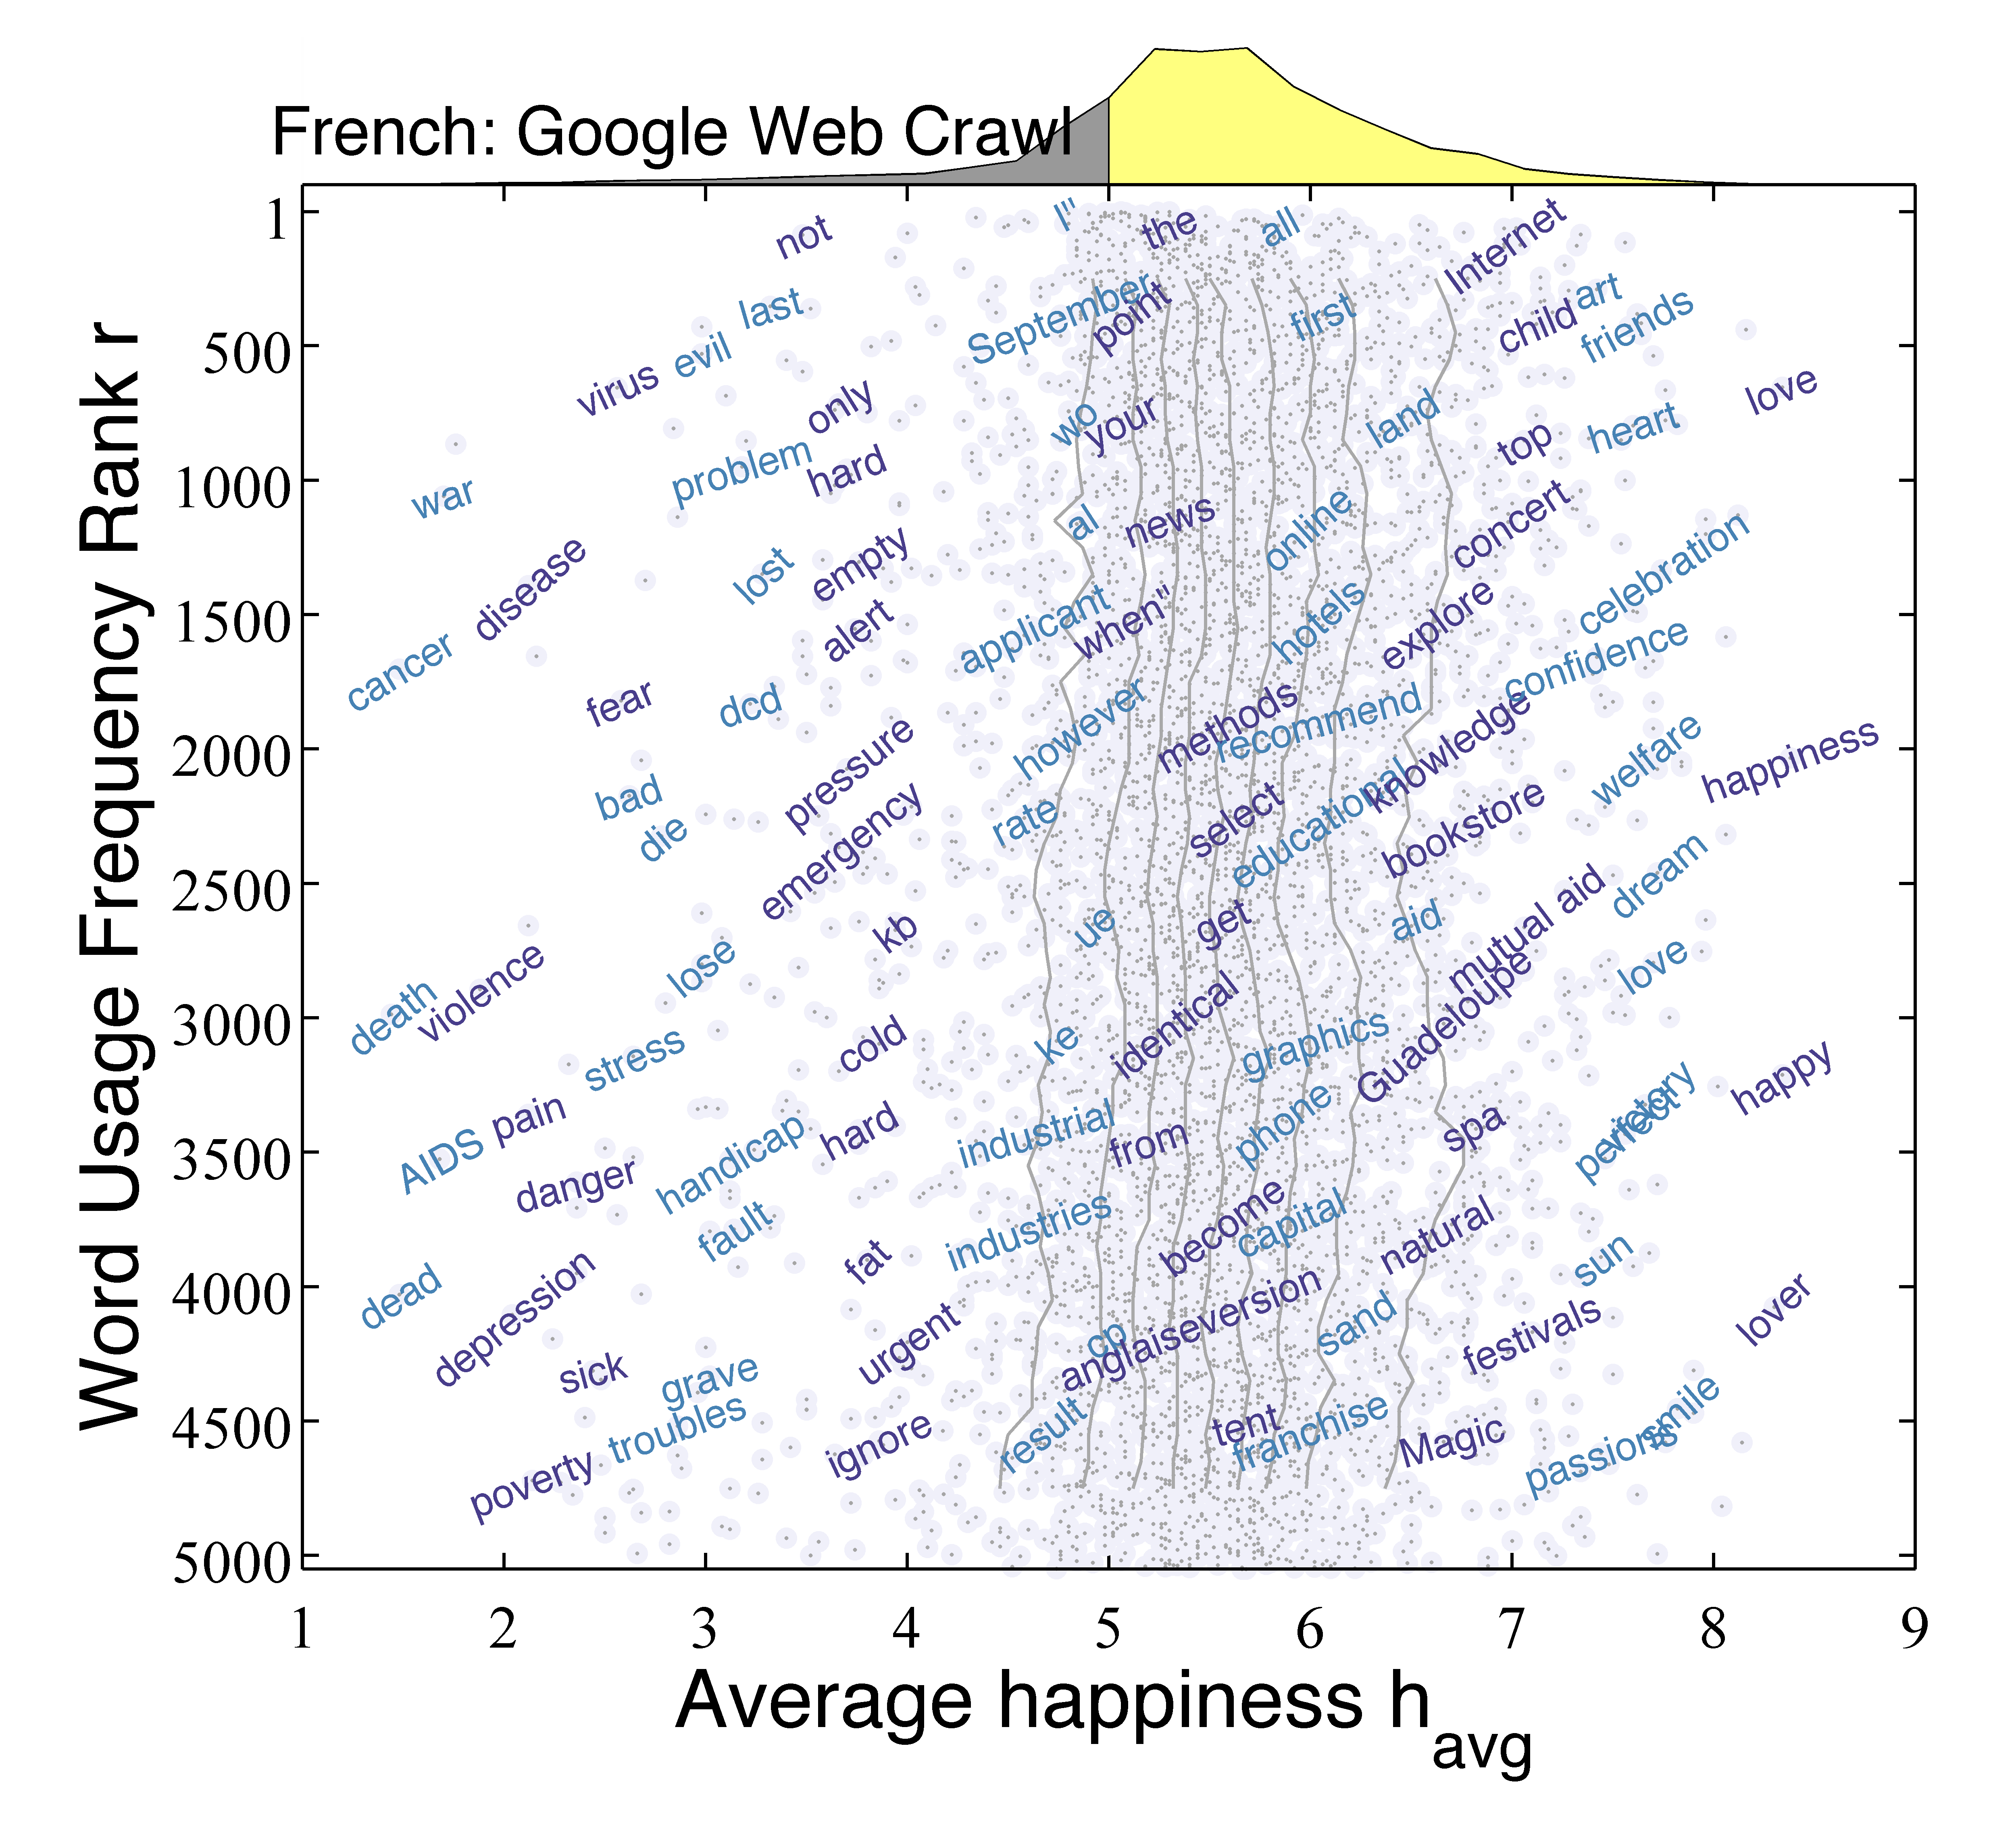 French: Google Web Crawl
Word Usage Frequency Rank r
1
500
1000
1500
2000
2500
3000
3500
4000
4500
5000
not
l"
the
all
Internet
last
September
point
first
child
art
friends
virus
evil
only
wo
your
land
top
heart
love
war
problem
hard
al
news
online
concert
celebration
disease
lost
empty
cancer
alert
applicant
when"
hotels
explore
confidence
fear
dcd
pressure
however
methods
recommend
knowledge
welfare
happiness
bad
die
emergency
rate
select
educational
bookstore
dream
kb
ue
get
aid
mutual aid
love
death
violence
lose
cold
ke
identical
graphics
Guadeloupe
happy
stress
AIDS
pain
handicap
hard
industrial
from
phone
spa
perfect
danger
fault
fat
industries
become
capital
natural
sun
dead
depression
sick
grave
urgent
cp
anglaiseversion
sand
festivals
lover
poverty
troubles
ignore
result
tent
franchise
Magic
passions
smile
1 2 3 4 5 6 7 8 9
Average happiness h
avg